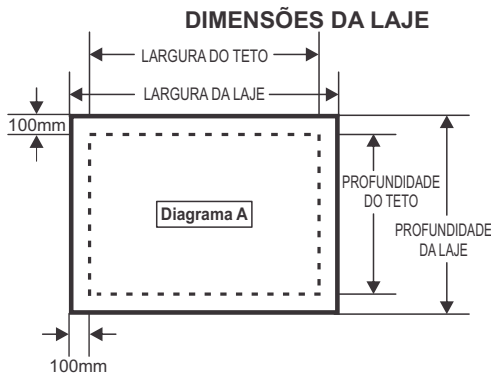 DIMENSÕES DA LAJE
LARGURA DO TETO
LARGURA DA LAJE
100mm
PROFUNDIDADE
DO TETO
Diagrama A
PROFUNDIDADE
DA LAJE
100mm